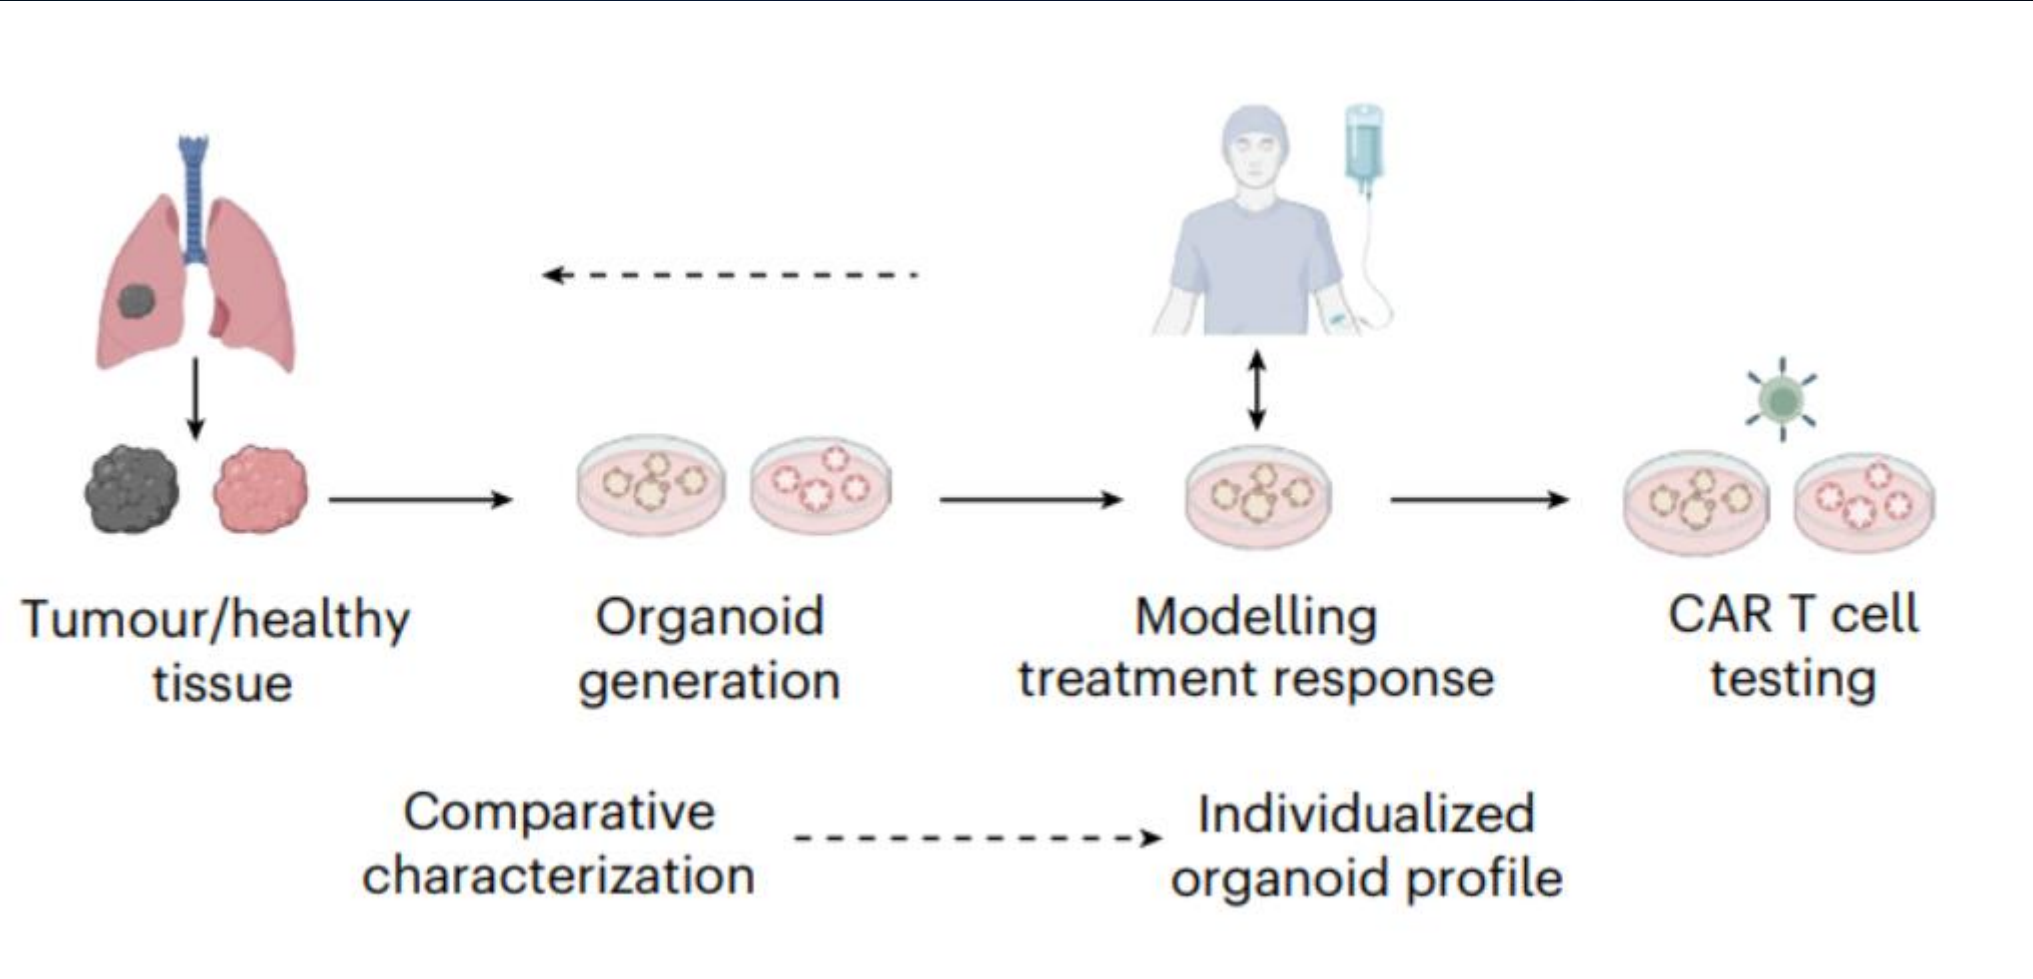 Tumour/healthy
tissue
Organoid
generation
Modelling
treatment response
CAR T cell
testing
Comparative
characterization
Individualized
organoid profile